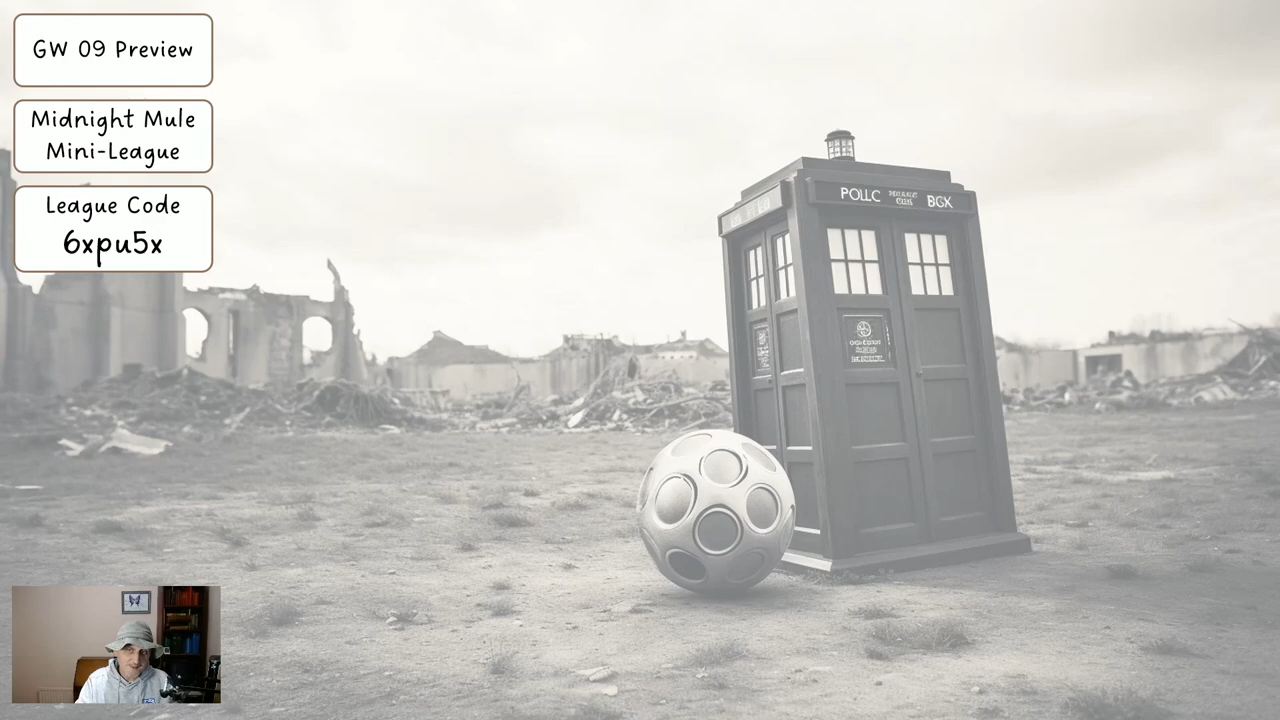 GW 09 Preview
Midnight Mule
Mini-League
League Code
6xpu5x
POLLC BGX